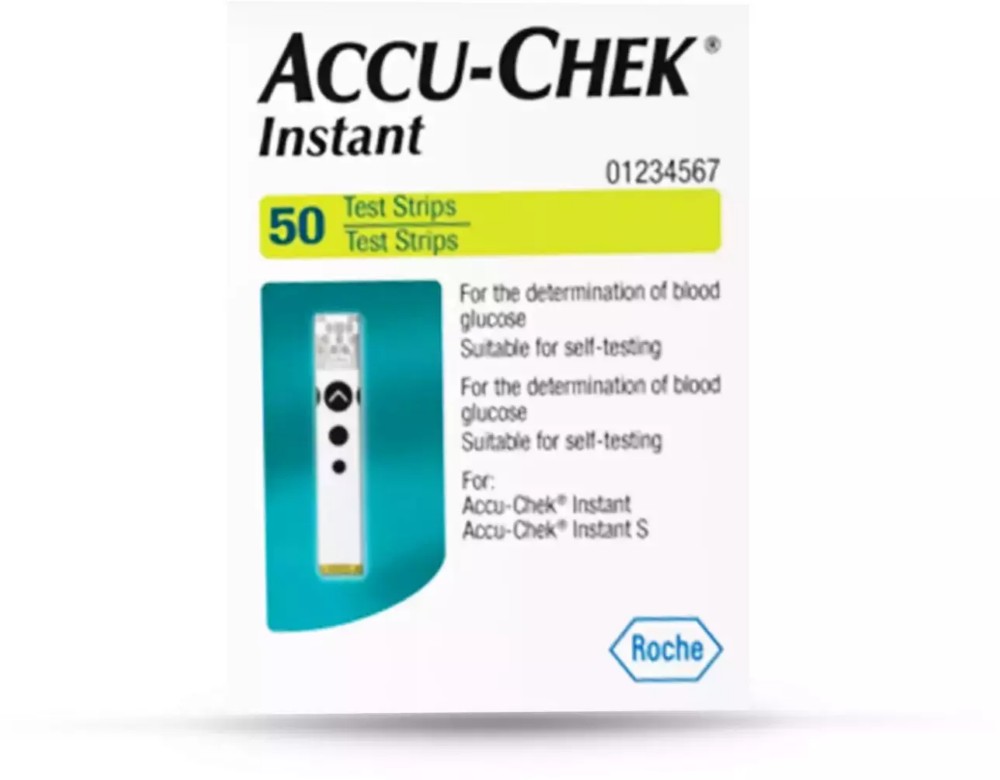 ACCU-CHEK®
Instant
01234567
50 Test Strips
Test Strips
For the determination of blood
glucose
Suitable for self-testing
For the determination of blood
glucose
Suitable for self-testing
For:
Accu-Chek® Instant
Accu-Chek® Instant S
Roche